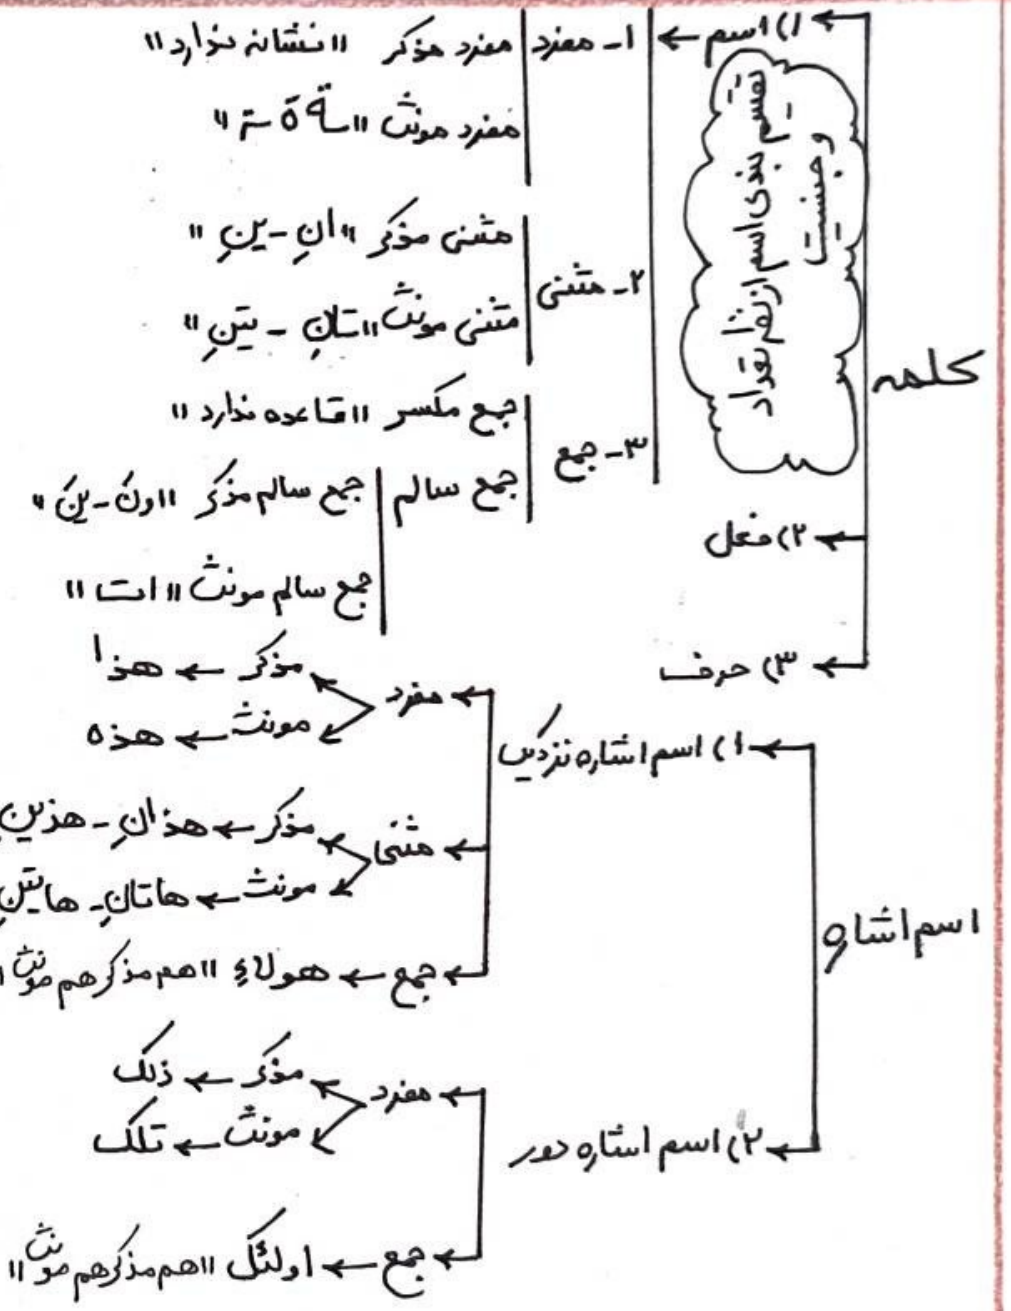 کلمه
۱) اسم
تقسیم بندی اسم از نظر تعداد
و جنسیت
۱- مفرد
مفرد مذکر "نشانه ندارد"
مفرد مونث "ـة ة ـَة"
۲- مثنی
مثنی مذکر "انِ - ینِ"
مثنی مونث "تانِ - تینِ"
۳- جمع
جمع مکسر "قاعده ندارد"
جمع سالم
جمع سالم مذکر "ونَ - ینَ"
جمع سالم مونث "ات"
۲) فعل
۳) حرف
اسم اشاره
۱) اسم اشاره نزدیک
مفرد
مذکر ← هذا
مونث ← هذه
مثنی
مذکر ← هذانِ - هذینِ
مونث ← هاتانِ - هاتینِ
جمع ← هولاءِ "هم مذکر هم مونث"
۲) اسم اشاره دور
مفرد
مذکر ← ذلک
مونث ← تلک
جمع ← اولئک "هم مذکر هم مونث"